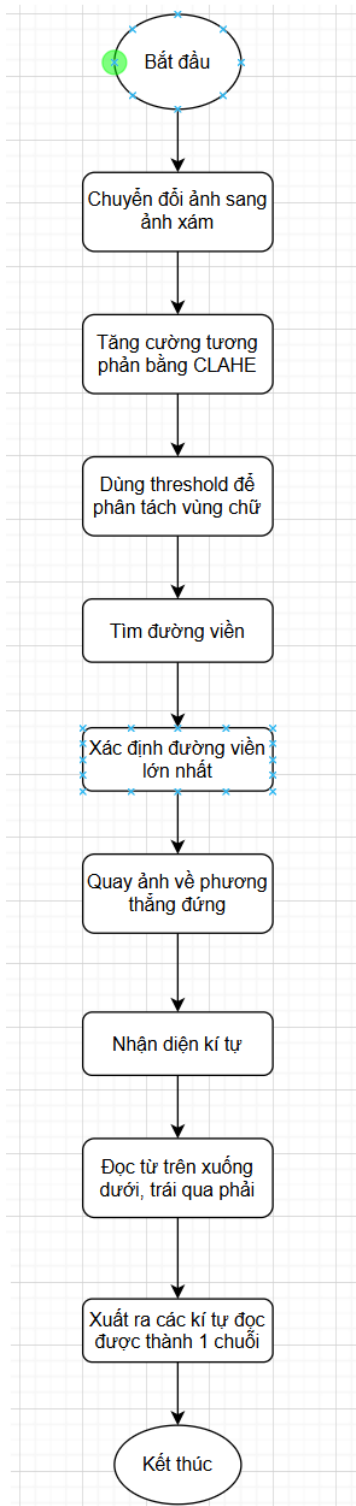 Bắt đầu
Chuyển đổi ảnh sang
ảnh xám
Tăng cường tương
phản bằng CLAHE
Dùng threshold để
phân tách vùng chữ
Tìm đường viền
Xác định đường viền
lớn nhất
Quay ảnh về phương
thẳng đứng
Nhận diện kí tự
Đọc từ trên xuống
dưới, trái qua phải
Xuất ra các kí tự đọc
được thành 1 chuỗi
Kết thúc